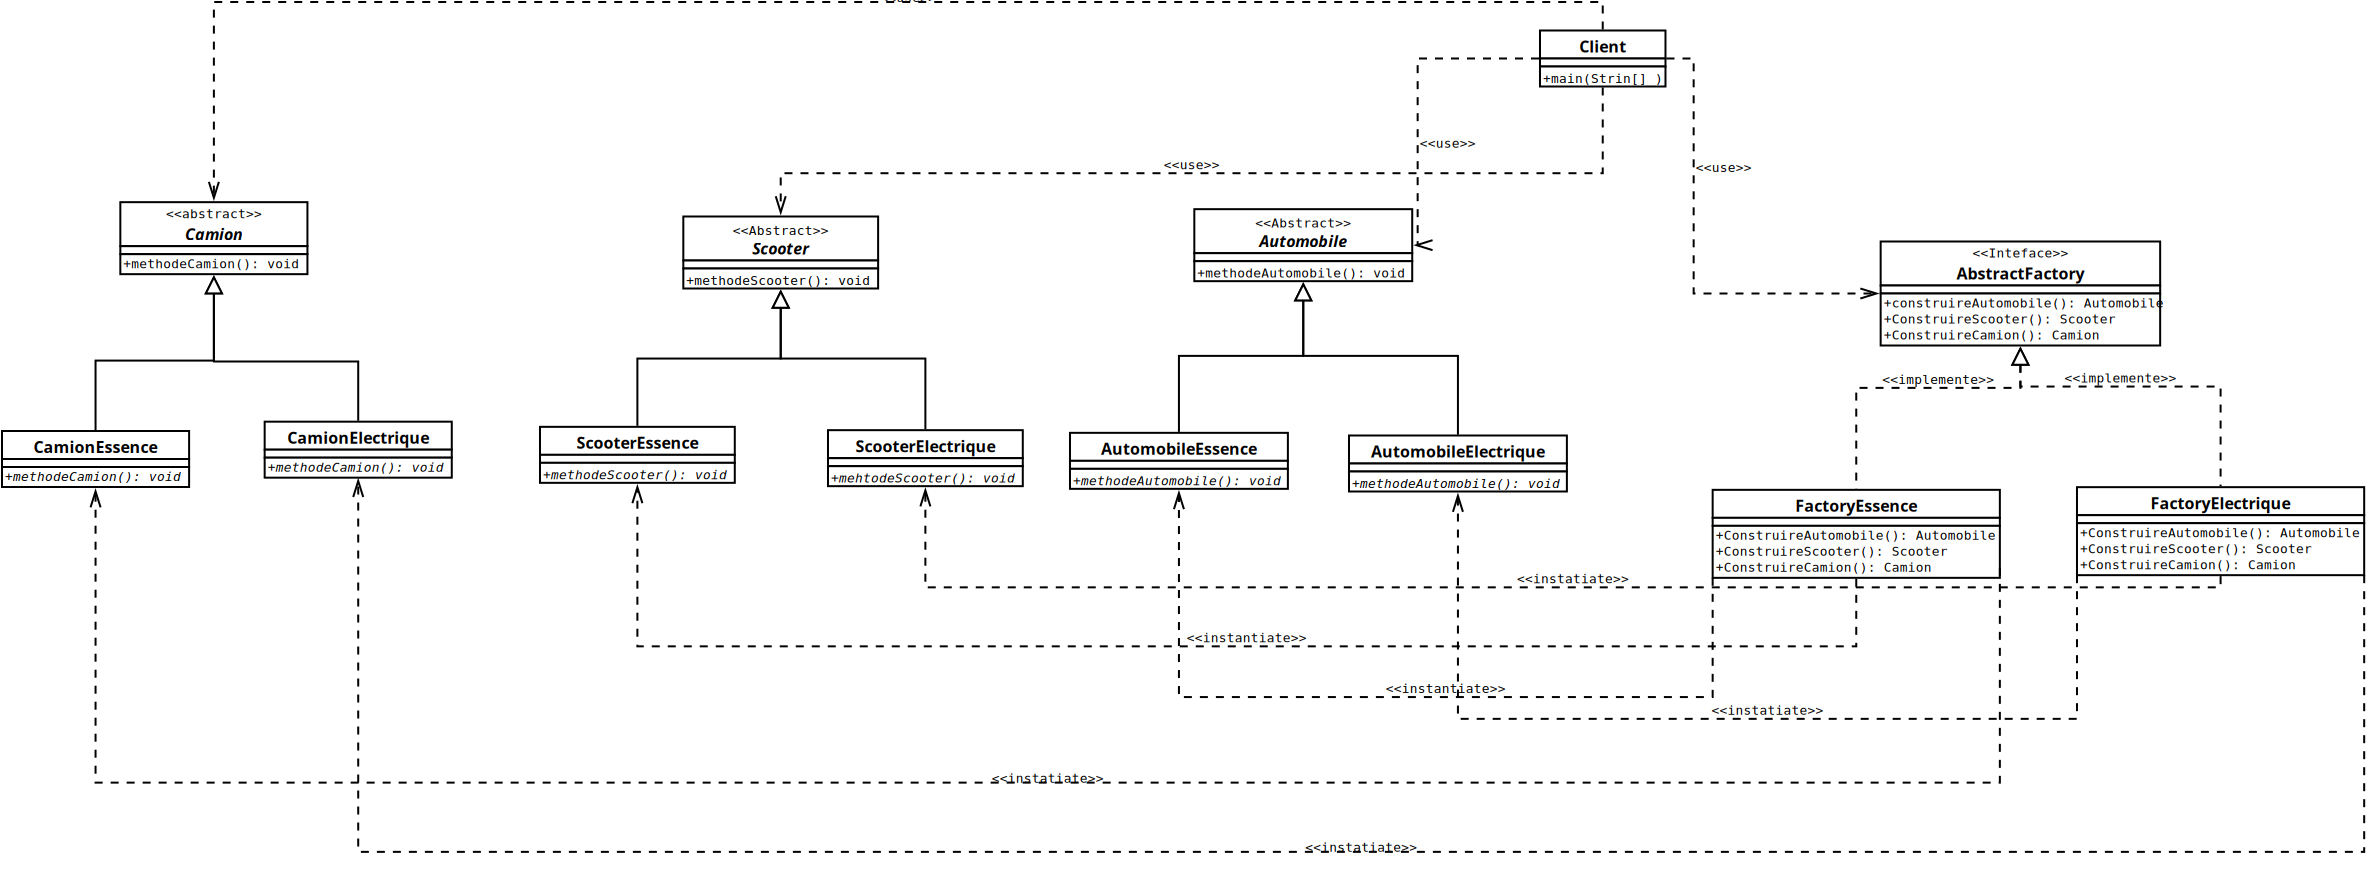 Client
+main(Strin[] )
<<use>>
<<use>>
<<use>>
<<abstract>>
Camion
+methodeCamion(): void
<<Abstract>>
Scooter
+methodeScooter(): void
<<Abstract>>
Automobile
+methodeAutomobile(): void
<<Inteface>>
AbstractFactory
+construireAutomobile(): Automobile
+ConstruireScooter(): Scooter
+ConstruireCamion(): Camion
<<implemente>>
<<implemente>>
CamionEssence
+methodeCamion(): void
CamionElectrique
+methodeCamion(): void
ScooterEssence
+methodeScooter(): void
ScooterElectrique
+mehtodeScooter(): void
AutomobileEssence
+methodeAutomobile(): void
AutomobileElectrique
+methodeAutomobile(): void
FactoryEssence
+ConstruireAutomobile(): Automobile
+ConstruireScooter(): Scooter
+ConstruireCamion(): Camion
FactoryElectrique
+ConstruireAutomobile(): Automobile
+ConstruireScooter(): Scooter
+ConstruireCamion(): Camion
<<instatiate>>
<<instantiate>>
<<instantiate>>
<<instatiate>>
<<instatiate>>
<<instatiate>>